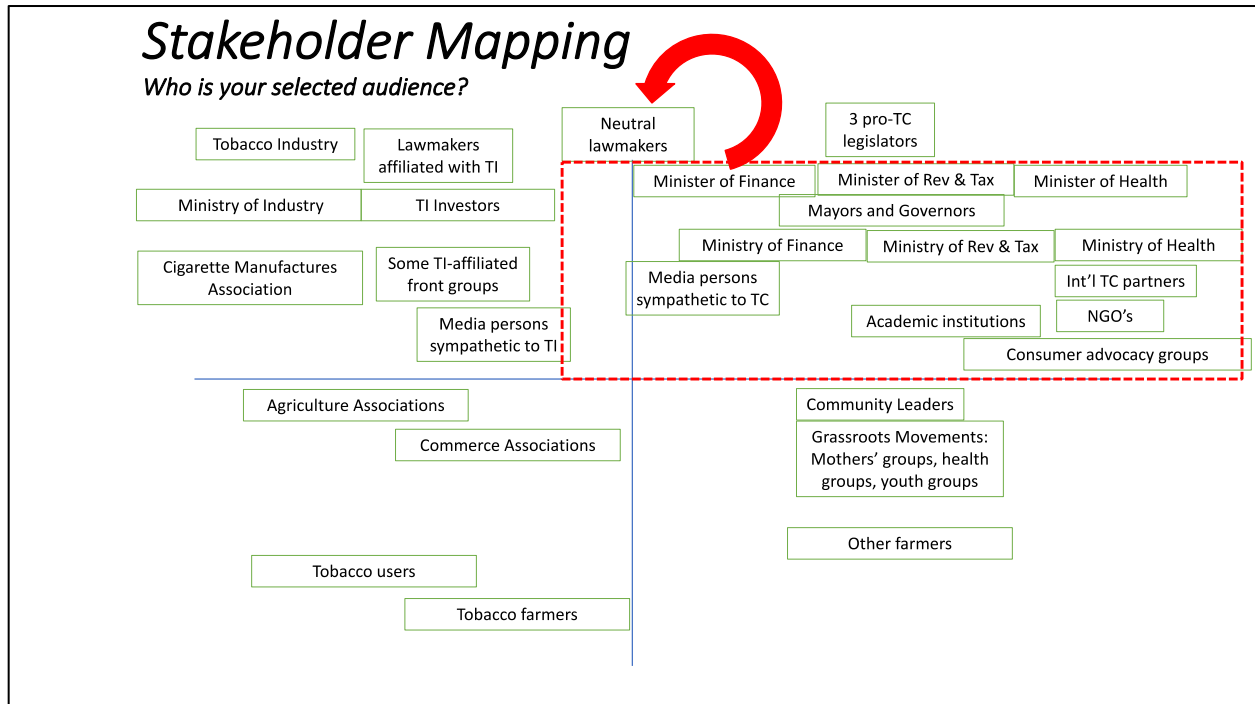 Stakeholder Mapping
Who is your selected audience?
Neutral
lawmakers
3 pro-TC
legislators
Tobacco Industry
Lawmakers
affiliated with TI
Minister of Finance
Minister of Rev & Tax
Minister of Health
Ministry of Industry
TI Investors
Mayors and Governors
Ministry of Finance
Ministry of Rev & Tax
Ministry of Health
Cigarette Manufactures
Association
Some TI-affiliated
front groups
Media persons
sympathetic to TC
Int'l TC partners
Media persons
sympathetic to TI
Academic institutions
NGO's
Consumer advocacy groups
Agriculture Associations
Community Leaders
Commerce Associations
Grassroots Movements:
Mothers' groups, health
groups, youth groups
Other farmers
Tobacco users
Tobacco farmers